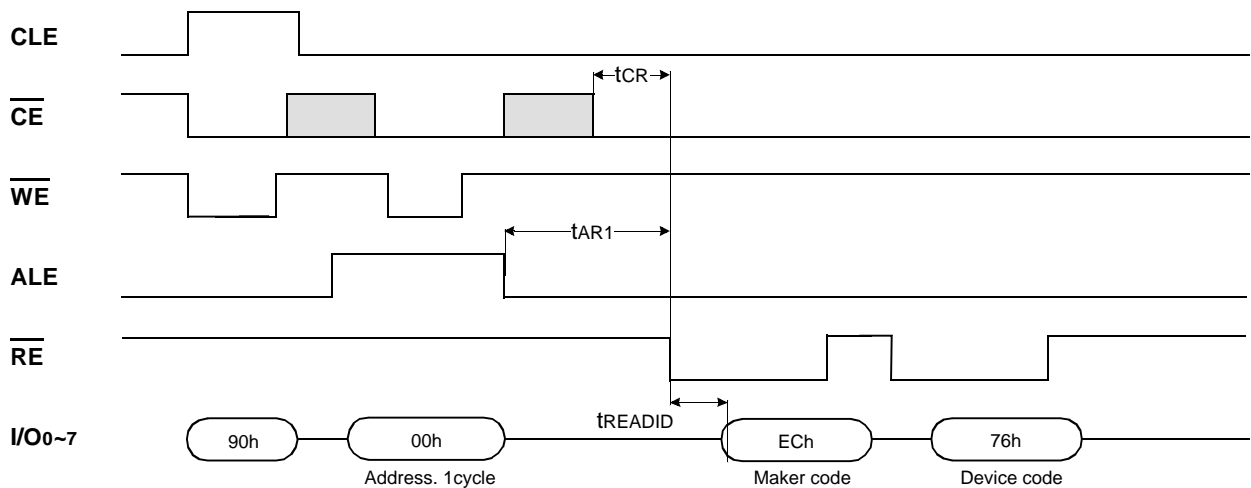 CLE
tCR
CE
WE
tAR1
ALE
RE
tREADID
I/O0~7
90h
00h
ECh
76h
Address. 1cycle
Maker code
Device code